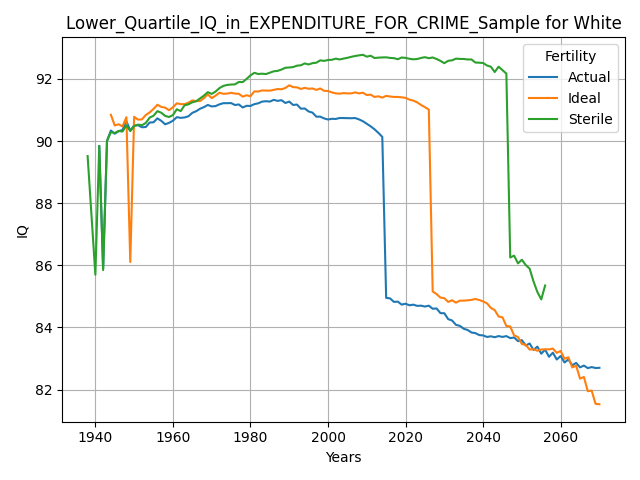 Lower_Quartile_IQ_in_EXPENDITURE_FOR_CRIME_Sample for White
Fertility
Actual
Ideal
Sterile
92
90
88
86
84
82
IQ
1940
1960
1980
2000
2020
2040
2060
Years